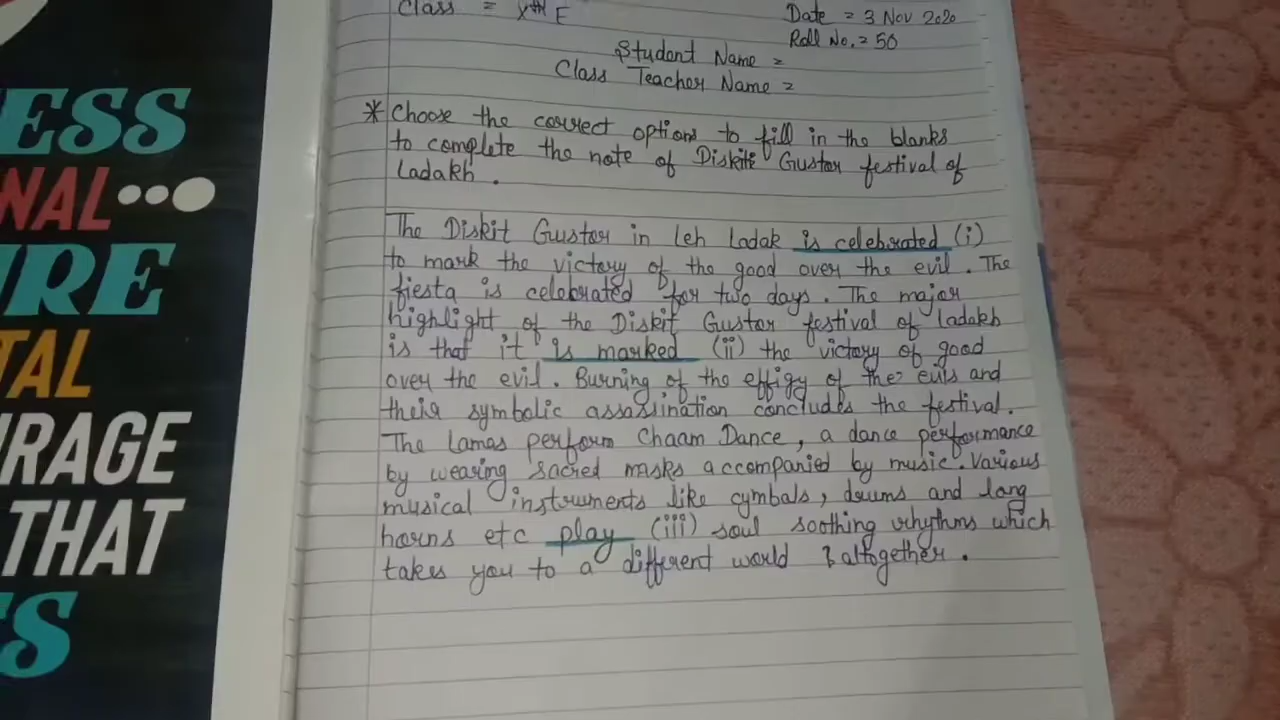 ESS
NAL...
URE
TAL
URAGE
THAT
S
Class = Xth E
Date = 3 Nov 2020
Roll No. = 50
Student Name =
Class Teacher Name =
* Choose the correct options to fill in the blanks
to complete the note of Diskit Gustor festival of
Ladakh.
The Diskit Gustor in Leh Ladak is celebrated (i)
to mark the victory of the good over the evil. The
fiesta is celebrated for two days. The major
highlight of the Diskit Gustor festival of ladakh
is that it is marked (ii) the victory of good
over the evil. Burning of the effigy of the evils and
their symbolic assassination concludes the festival.
The Lamas perform Chaam Dance, a dance performance
by wearing sacred masks accompanied by music. Various
musical instruments like cymbals, drums and long
horns etc play (iii) soul soothing rhythms which
takes you to a different world altogether.